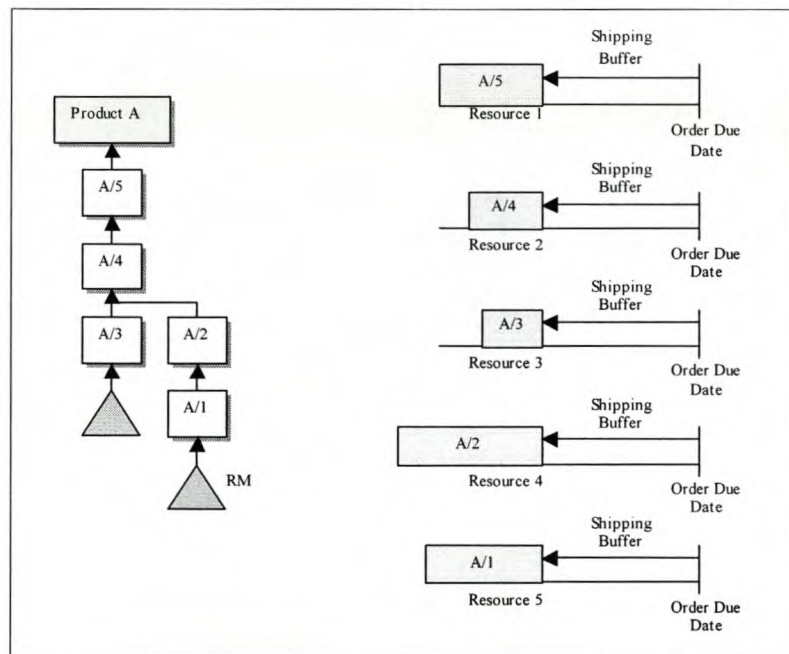 Product A
A/5
A/4
A/3
A/2
A/1
RM
Shipping
Buffer
A/5
Resource 1
Order Due
Date
Shipping
Buffer
A/4
Resource 2
Order Due
Date
Shipping
Buffer
A/3
Resource 3
Order Due
Date
Shipping
Buffer
A/2
Resource 4
Order Due
Date
Shipping
Buffer
A/1
Resource 5
Order Due
Date